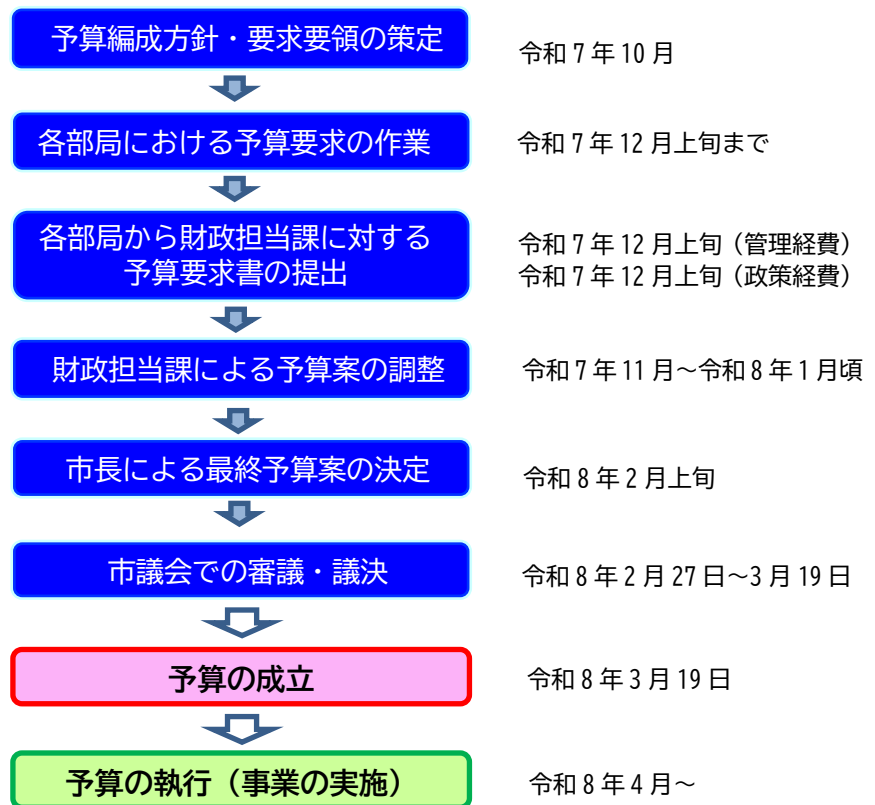 予算編成方針・要求要領の策定
令和7年10月
各部局における予算要求の作業
令和7年12月上旬まで
各部局から財政担当課に対する
予算要求書の提出
令和7年12月上旬（管理経費）
令和7年12月上旬（政策経費）
財政担当課による予算案の調整
令和7年11月～令和8年1月頃
市長による最終予算案の決定
令和8年2月上旬
市議会での審議・議決
令和8年2月27日～3月19日
予算の成立
令和8年3月19日
予算の執行（事業の実施）
令和8年4月～